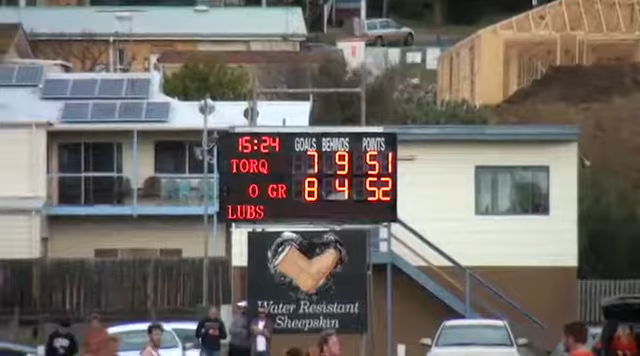 15:24 GOALS BEHINDS POINTS
TORQ 7 9 51
O GR 8 4 52
LUBS
Water Resistant
Sheepskin